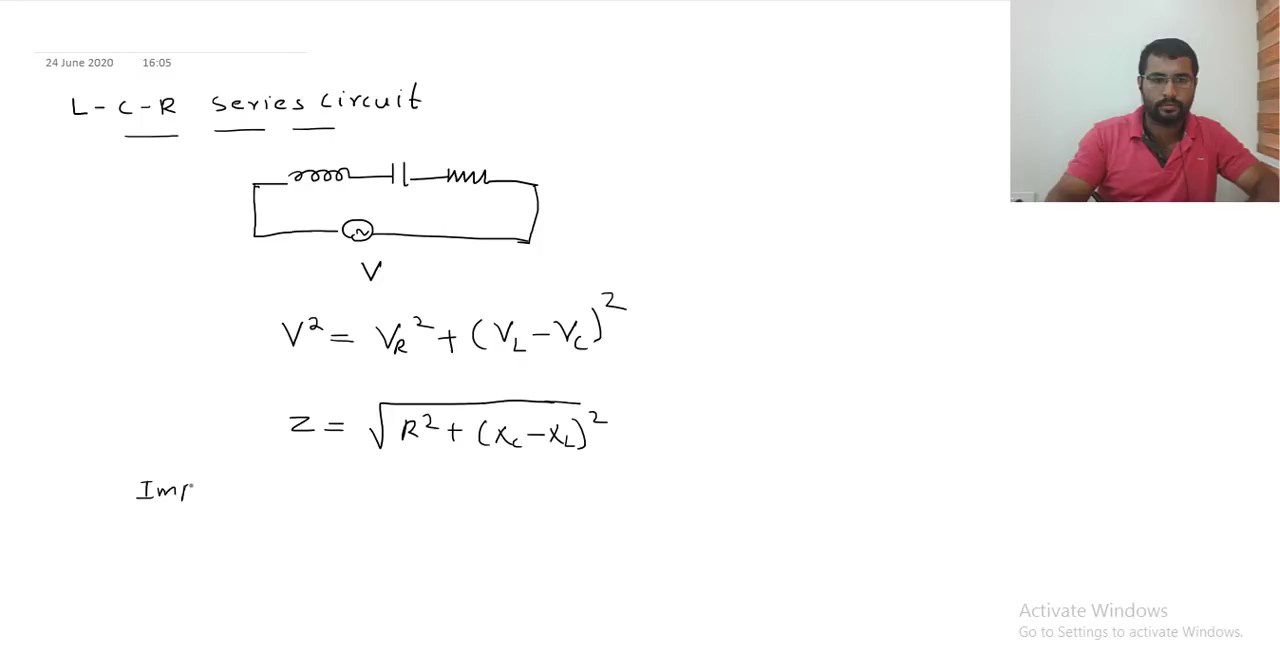 24 June 2020 16:05
L-C-R Series Circuit
V
V² = V_R² + (V_L - V_C)²
Z = √R² + (X_C - X_L)²
Imp
Activate Windows
Go to Settings to activate Windows.